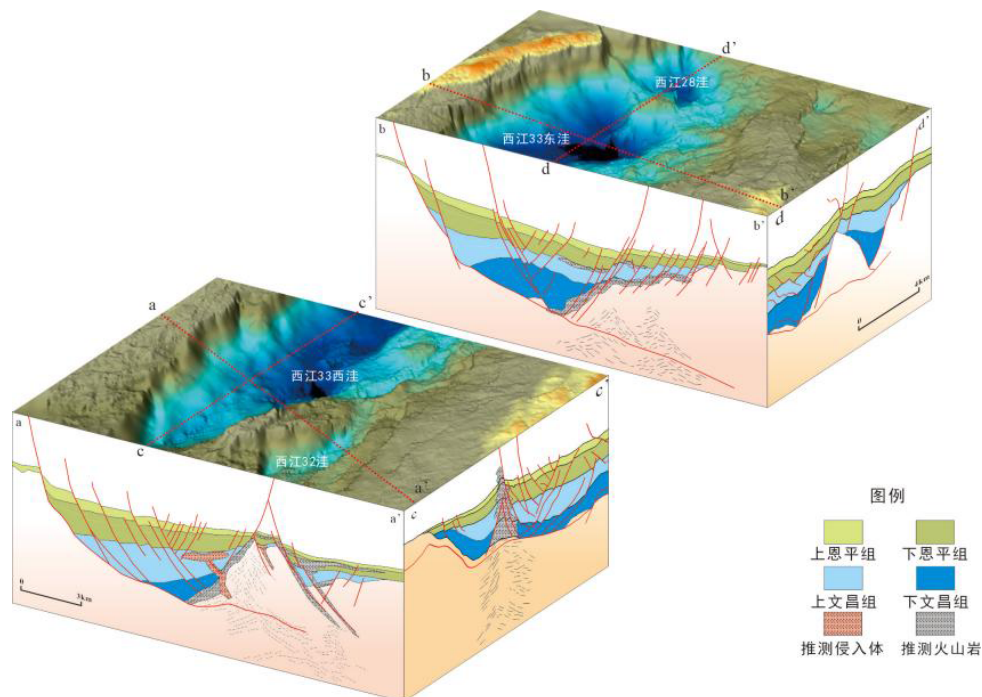 b
d’
西江28洼
西江33东洼
d
b’
b
d’
b’
d
0
4km
a
c’
西江33西洼
c
西江32洼
a’
a
c’
a’
c
0
3km
图例
上恩平组
下恩平组
上文昌组
下文昌组
推测侵入体
推测火山岩